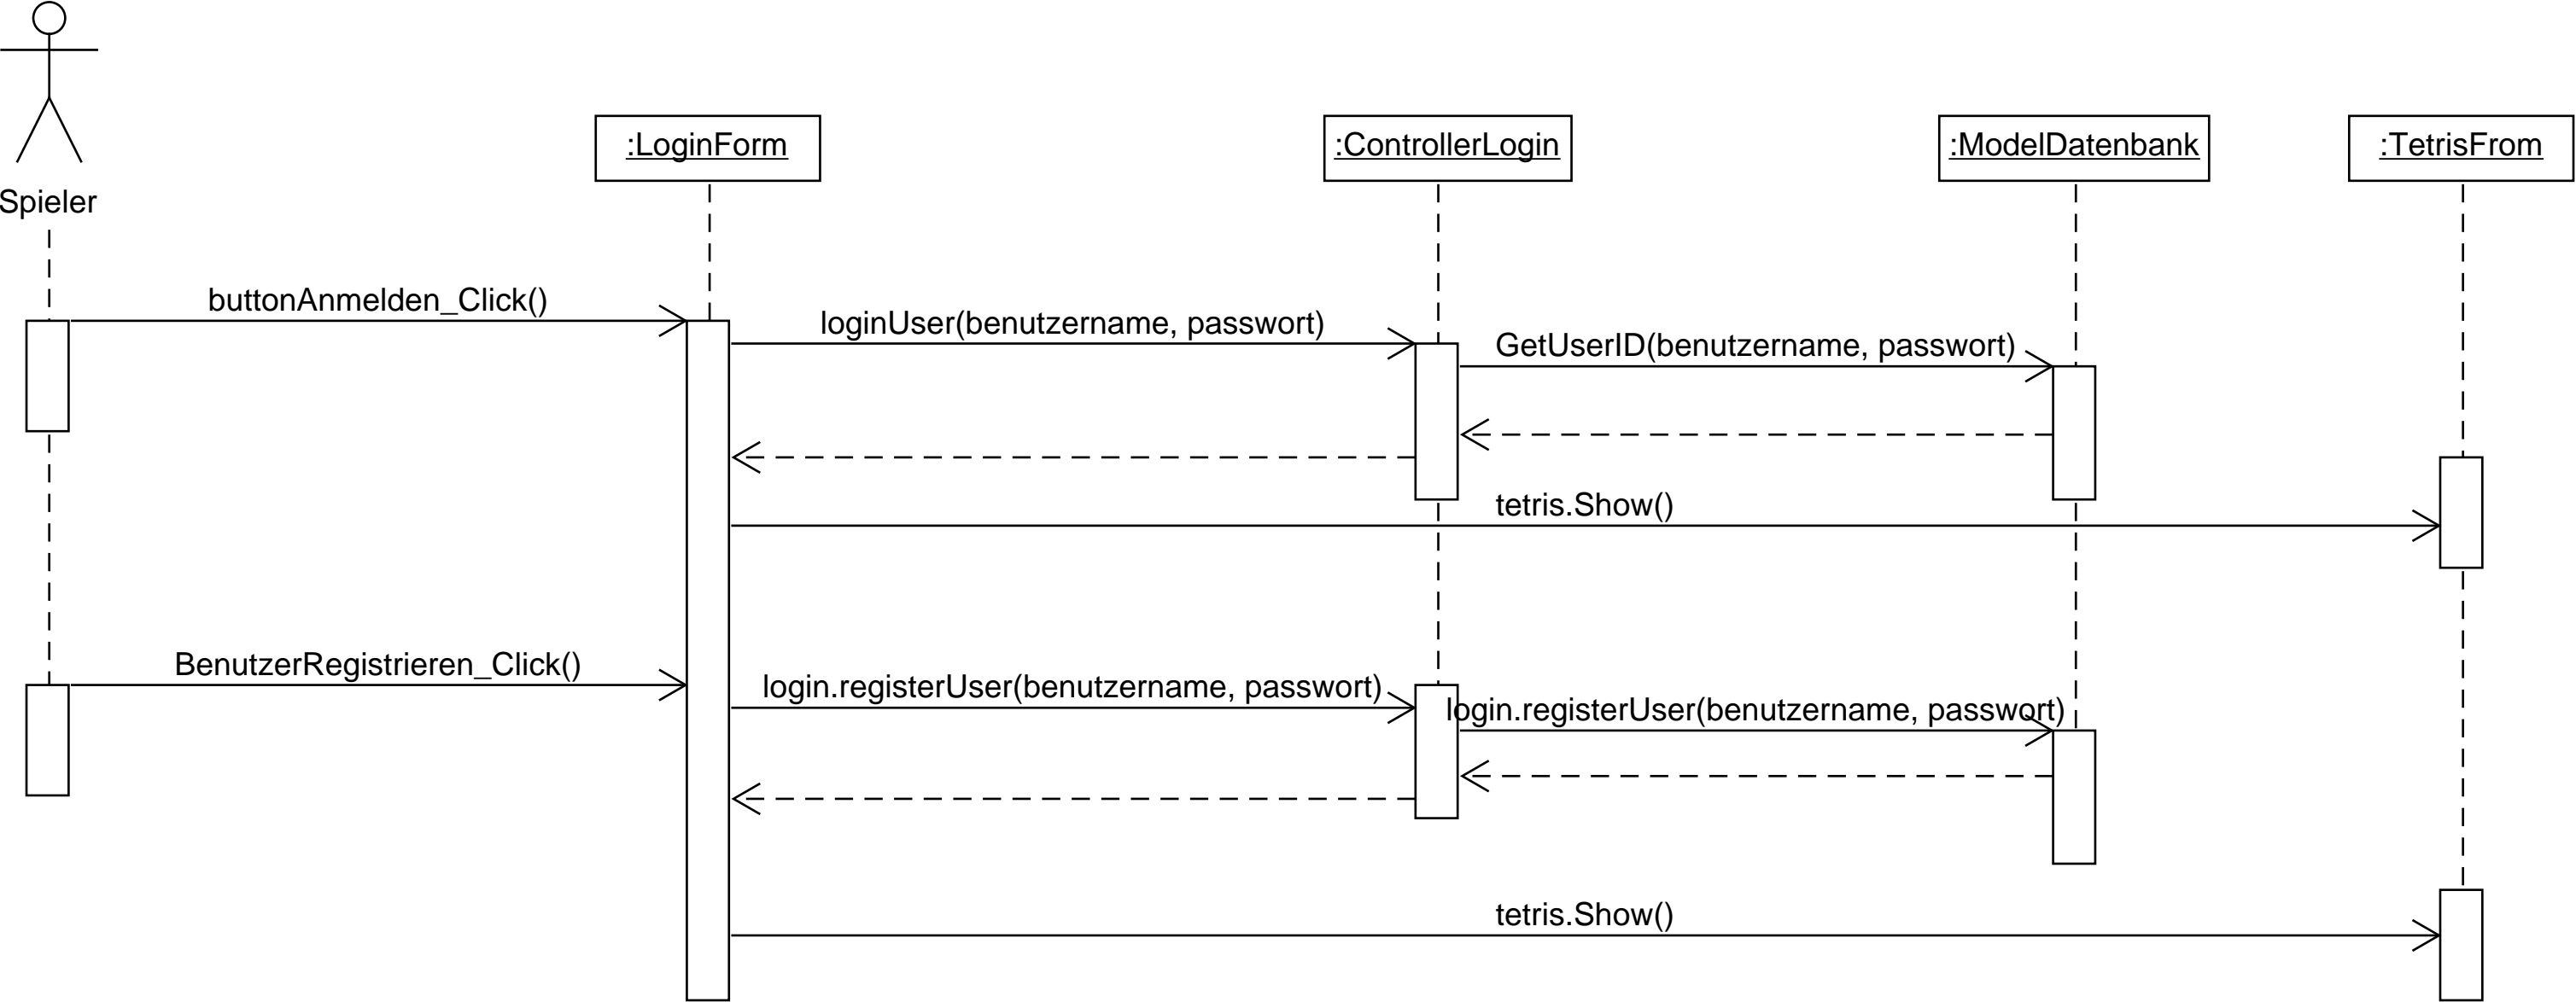 :LoginForm
:ControllerLogin
:ModelDatenbank
:TetrisFrom
Spieler
buttonAnmelden_Click()
loginUser(benutzername, passwort)
GetUserID(benutzername, passwort)
tetris.Show()
BenutzerRegistrieren_Click()
login.registerUser(benutzername, passwort)
login.registerUser(benutzername, passwort)
tetris.Show()